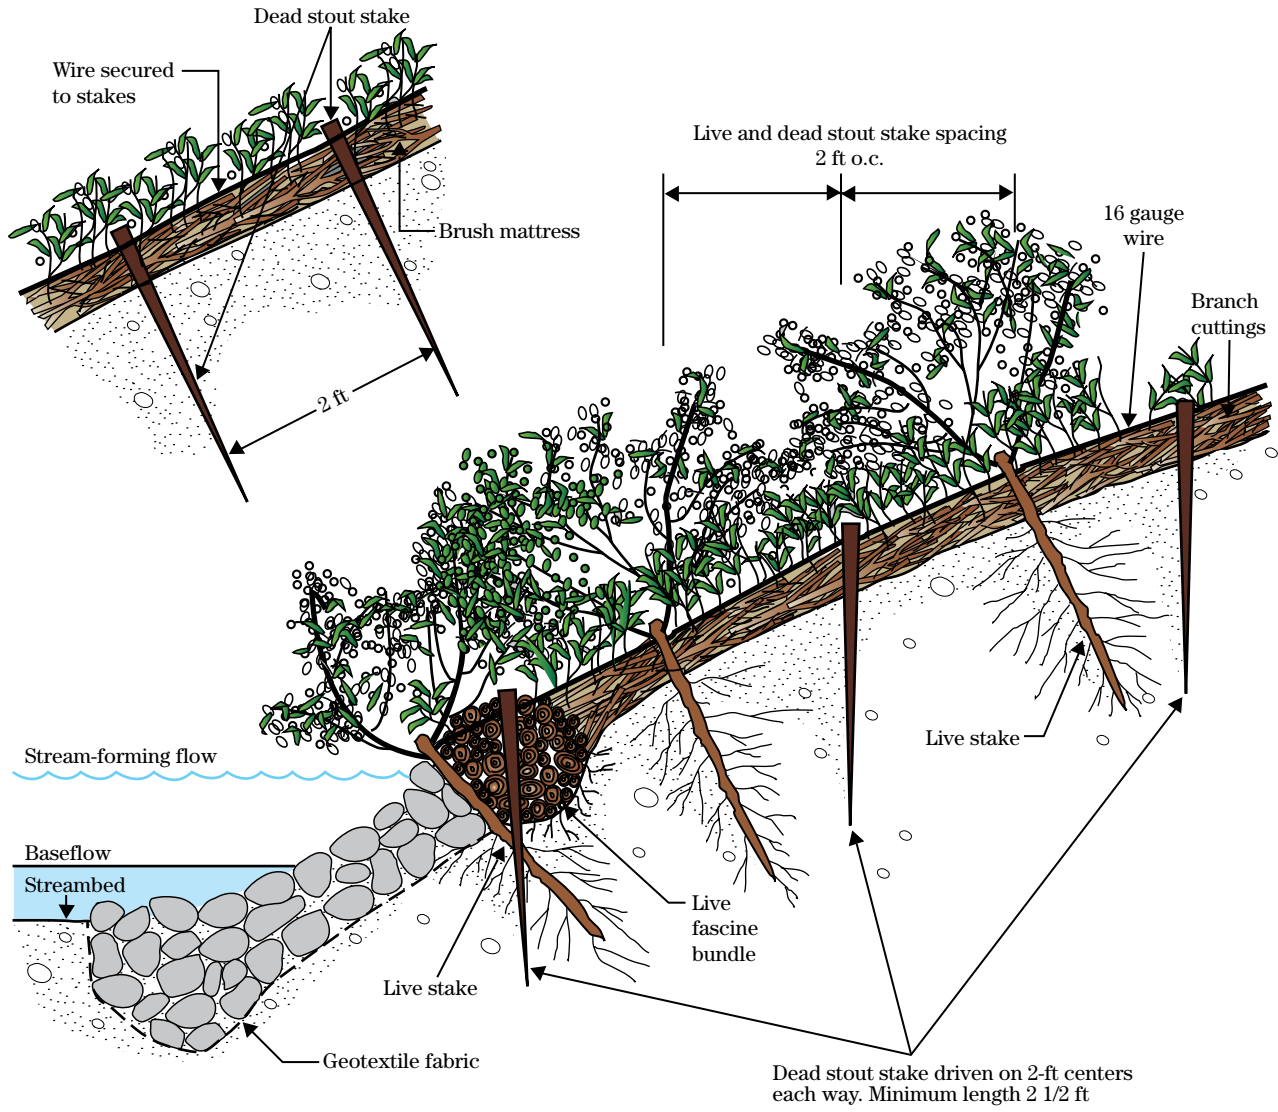 Dead stout stake
Wire secured
to stakes
Brush mattress
2 ft
Live and dead stout stake spacing
2 ft o.c.
16 gauge
wire
Branch
cuttings
Live stake
Stream-forming flow
Baseflow
Streambed
Live
fascine
bundle
Live stake
Geotextile fabric
Dead stout stake driven on 2-ft centers
each way. Minimum length 2 1/2 ft